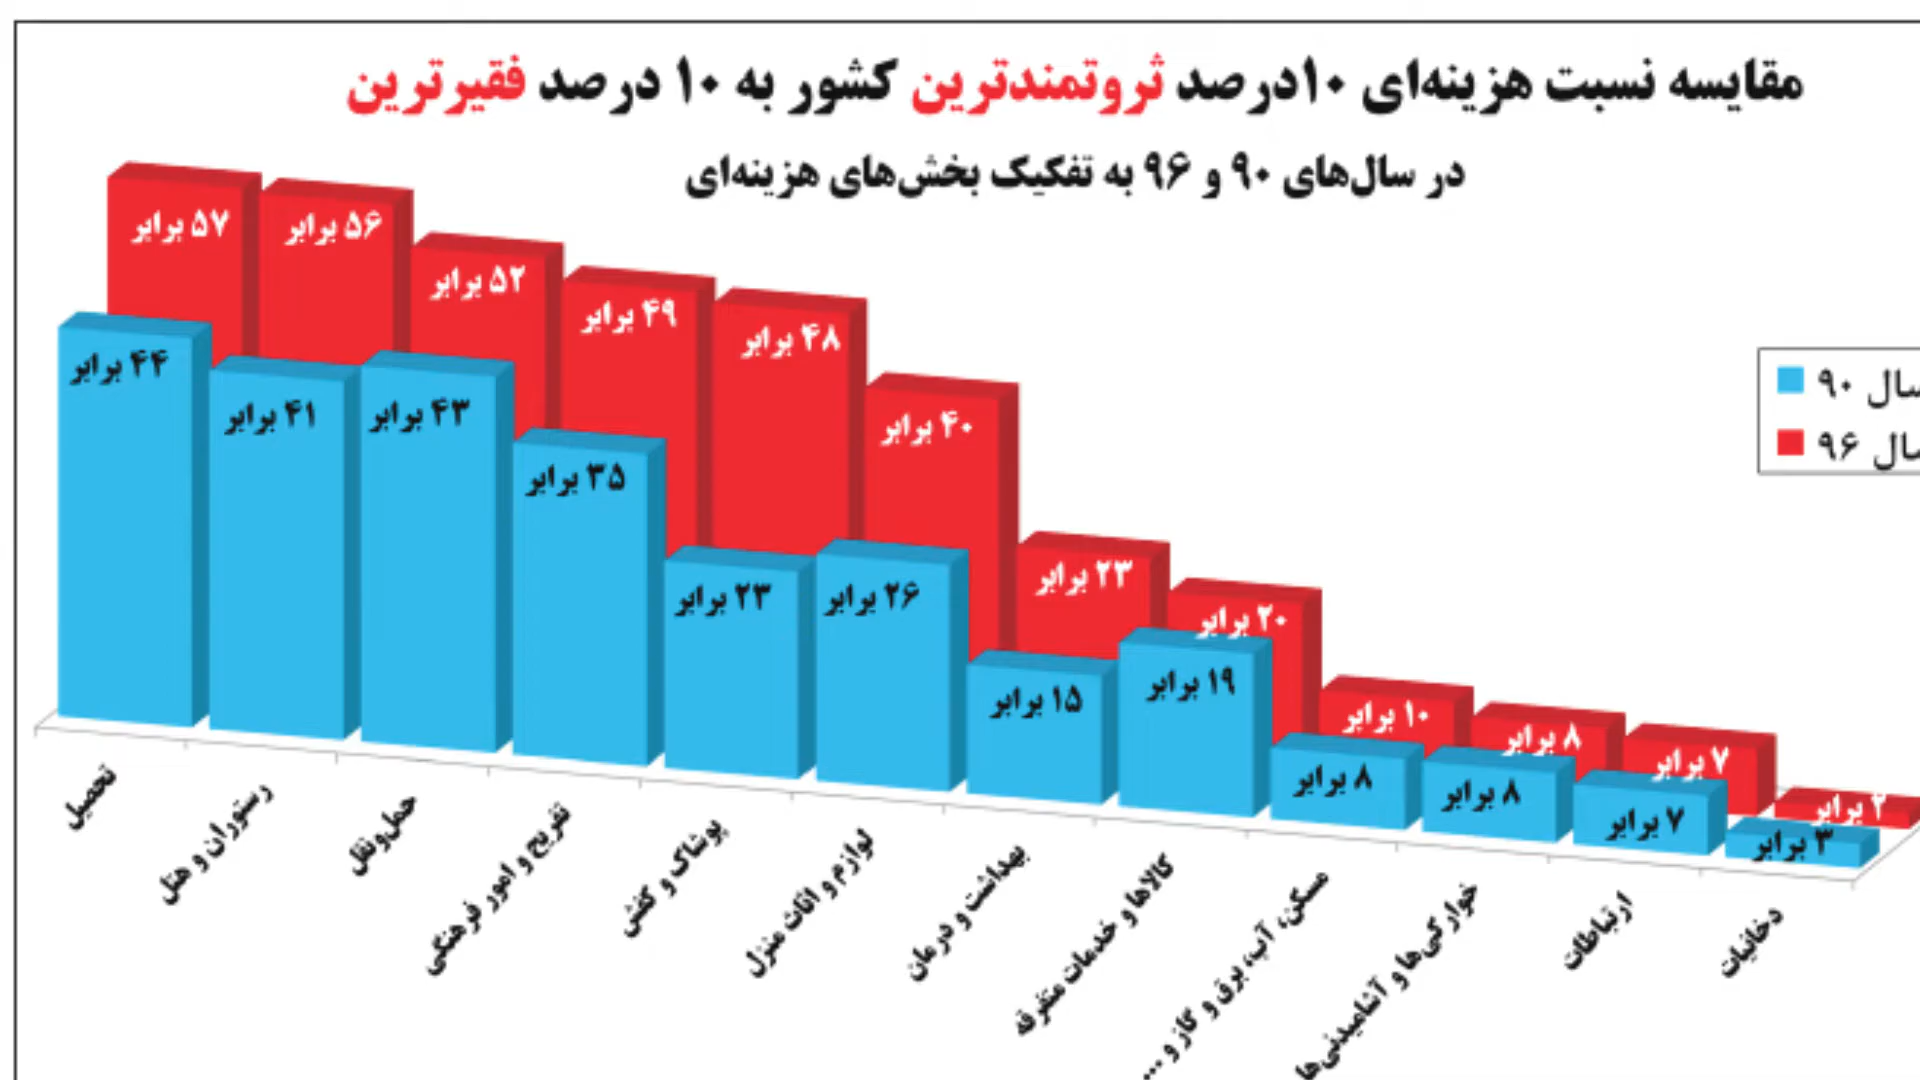 مقایسه نسبت هزینه‌ای ۱۰درصد ثروتمندترین کشور به ۱۰ درصد فقیرترین
در سال‌های ۹۰ و ۹۶ به تفکیک بخش‌های هزینه‌ای
۵۷ برابر
۵۶ برابر
۵۲ برابر
۴۹ برابر
۴۸ برابر
۴۰ برابر
۲۳ برابر
۲۰ برابر
۱۰ برابر
۸ برابر
۷ برابر
۲ برابر
۴۴ برابر
۴۱ برابر
۴۳ برابر
۳۵ برابر
۲۳ برابر
۲۶ برابر
۱۵ برابر
۱۹ برابر
۸ برابر
۸ برابر
۷ برابر
۳ برابر
سال ۹۰
سال ۹۶
تحصیل
رستوران و هتل
حمل‌ونقل
تفریح و امور فرهنگی
پوشاک و کفش
لوازم و اثاث منزل
بهداشت و درمان
کالاها و خدمات متفرقه
مسکن، آب، برق و گاز و ...
خوراکی‌ها و آشامیدنی‌ها
ارتباطات
دخانیات